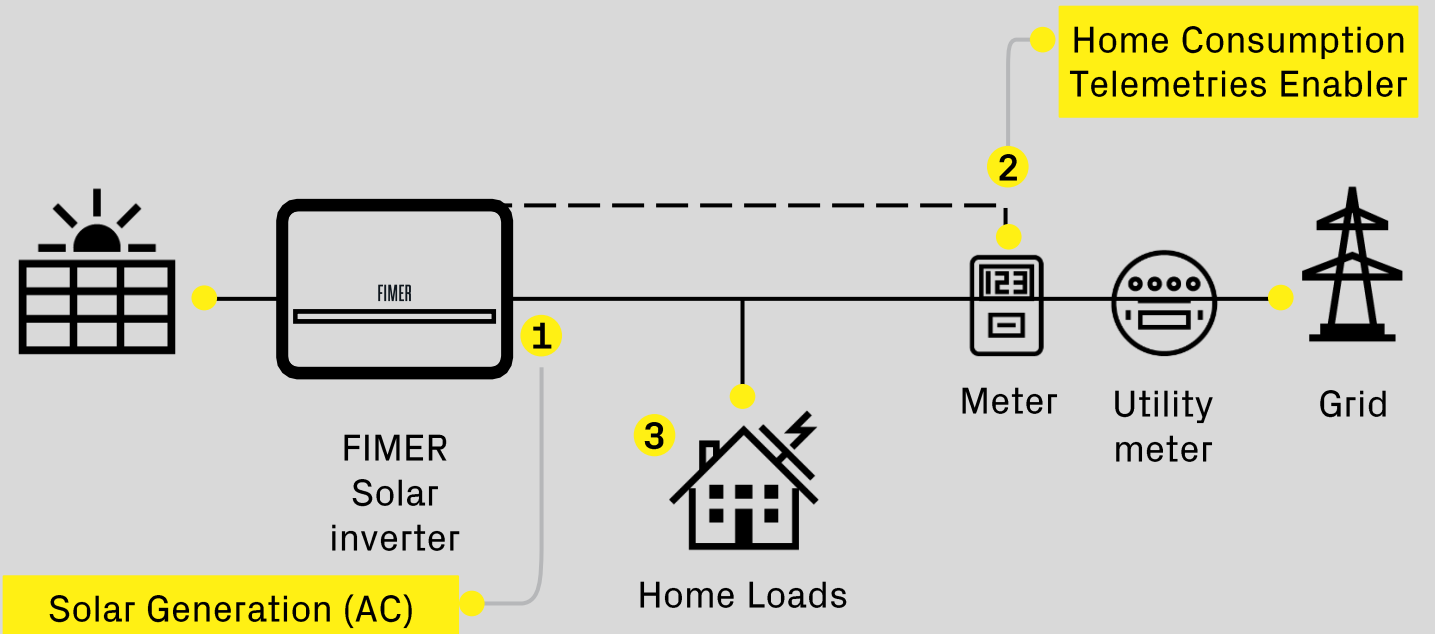 Home Consumption
Telemetries Enabler
2
FIMER
123
1
Meter
Utility
meter
Grid
3
FIMER
Solar
inverter
Home Loads
Solar Generation (AC)